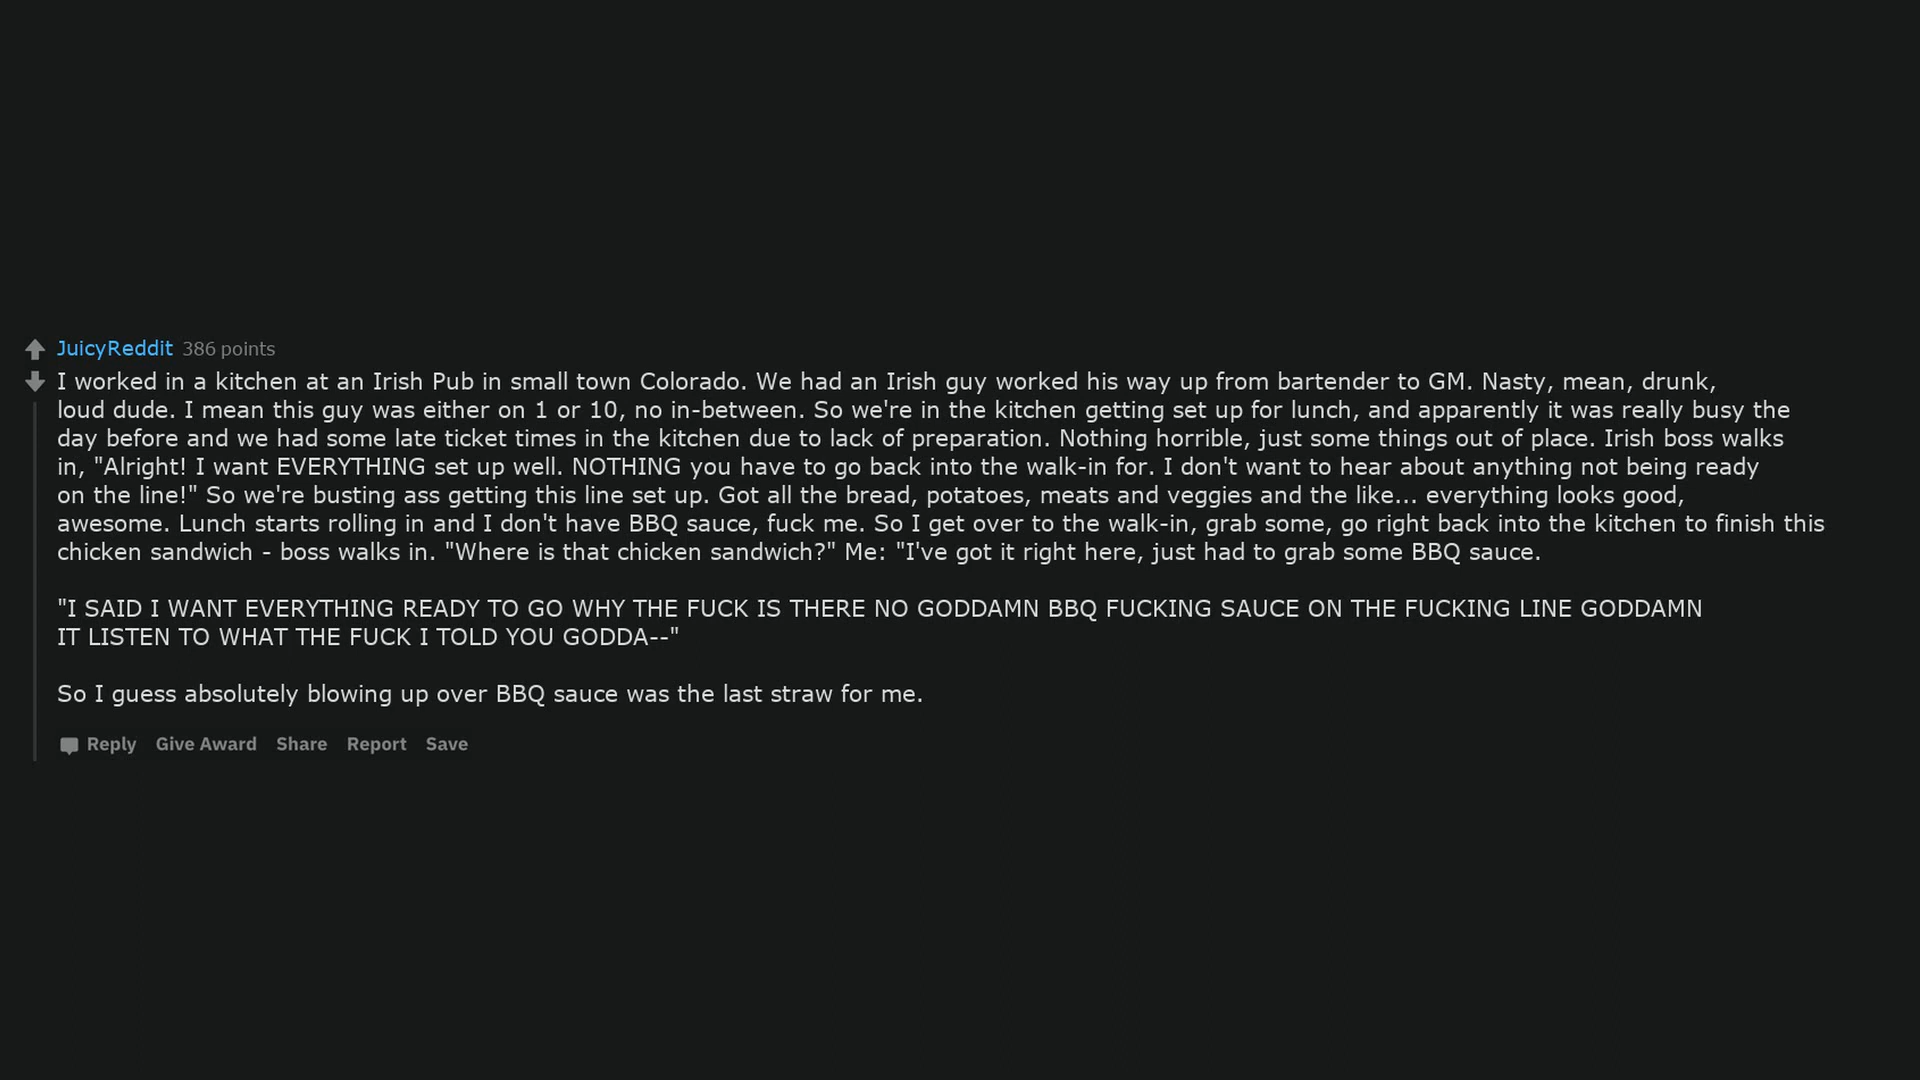 JuicyReddit 386 points
I worked in a kitchen at an Irish Pub in small town Colorado. We had an Irish guy worked his way up from bartender to GM. Nasty, mean, drunk,
loud dude. I mean this guy was either on 1 or 10, no in-between. So we're in the kitchen getting set up for lunch, and apparently it was really busy the
day before and we had some late ticket times in the kitchen due to lack of preparation. Nothing horrible, just some things out of place. Irish boss walks
in, "Alright! I want EVERYTHING set up well. NOTHING you have to go back into the walk-in for. I don't want to hear about anything not being ready
on the line!" So we're busting ass getting this line set up. Got all the bread, potatoes, meats and veggies and the like... everything looks good,
awesome. Lunch starts rolling in and I don't have BBQ sauce, fuck me. So I get over to the walk-in, grab some, go right back into the kitchen to finish this
chicken sandwich - boss walks in. "Where is that chicken sandwich?" Me: "I've got it right here, just had to grab some BBQ sauce.
"I SAID I WANT EVERYTHING READY TO GO WHY THE FUCK IS THERE NO GODDAMN BBQ FUCKING SAUCE ON THE FUCKING LINE GODDAMN
IT LISTEN TO WHAT THE FUCK I TOLD YOU GODDA--"
So I guess absolutely blowing up over BBQ sauce was the last straw for me.
Reply Give Award Share Report Save